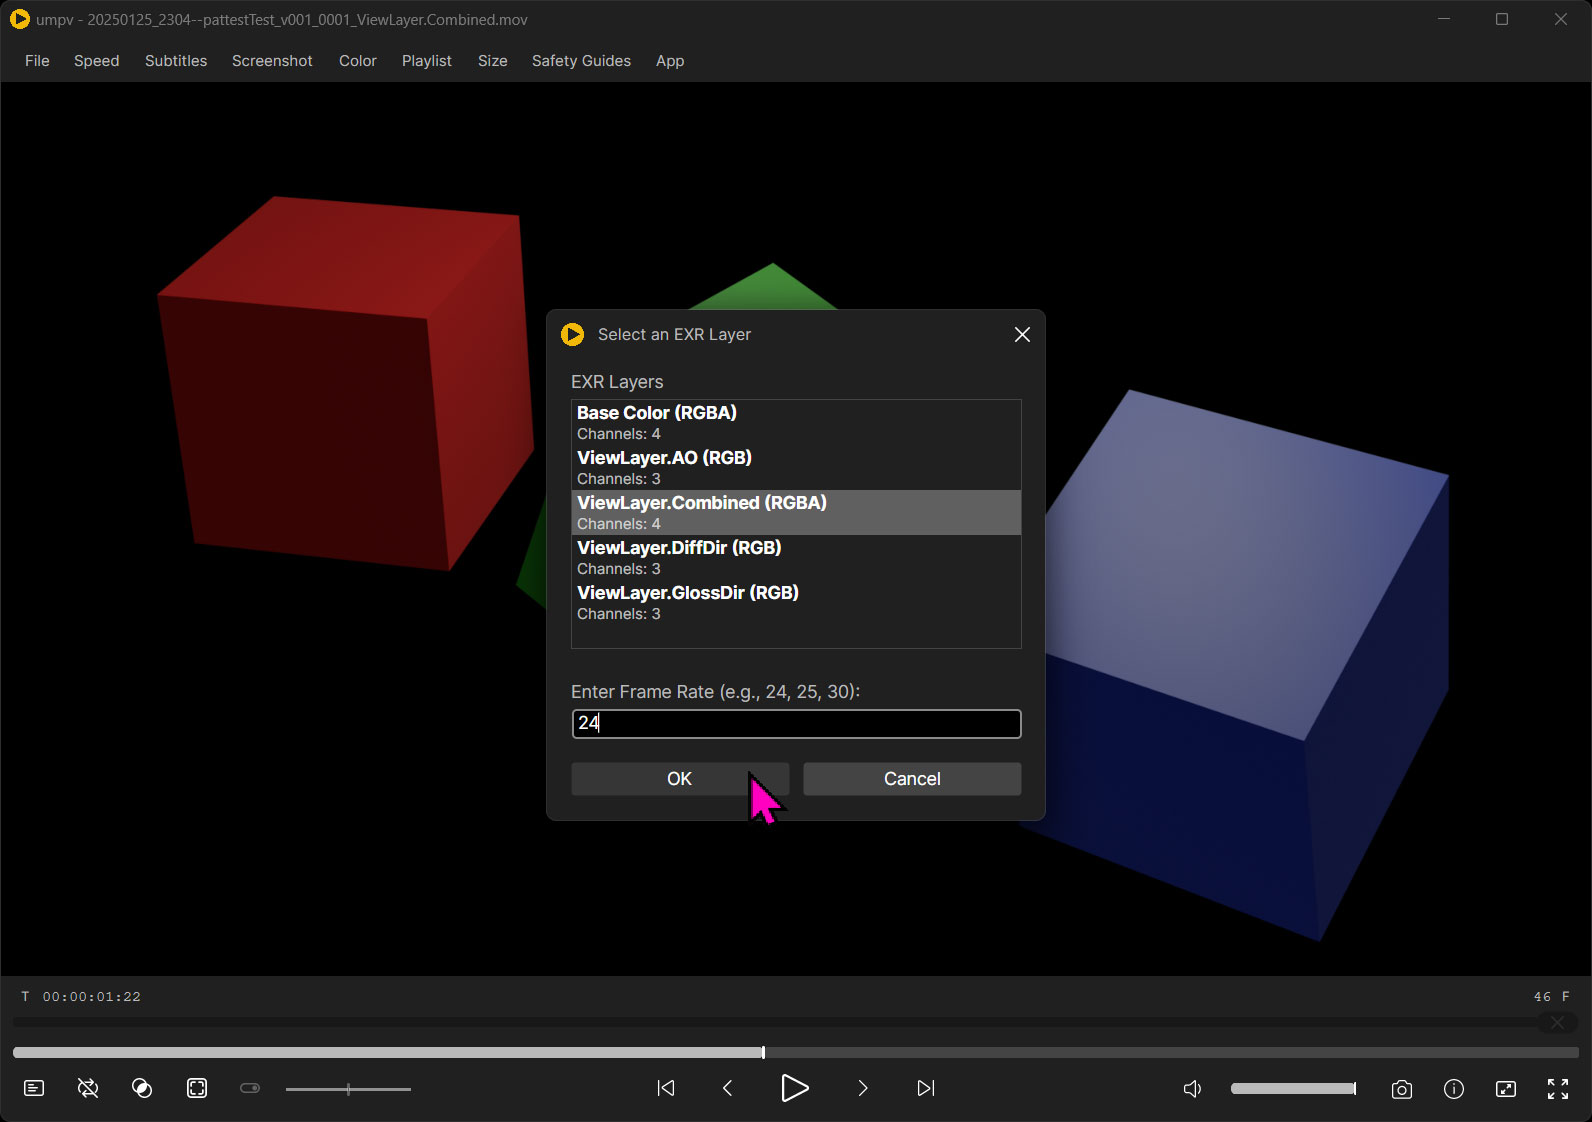 umpv - 20250125_2304--pattestTest_v001_0001_ViewLayer.Combined.mov
File Speed Subtitles Screenshot Color Playlist Size Safety Guides App
Select an EXR Layer
EXR Layers
Base Color (RGBA)
Channels: 4
ViewLayer.AO (RGB)
Channels: 3
ViewLayer.Combined (RGBA)
Channels: 4
ViewLayer.DiffDir (RGB)
Channels: 3
ViewLayer.GlossDir (RGB)
Channels: 3
Enter Frame Rate (e.g., 24, 25, 30):
24
OK Cancel
T 00:00:01:22 46 F